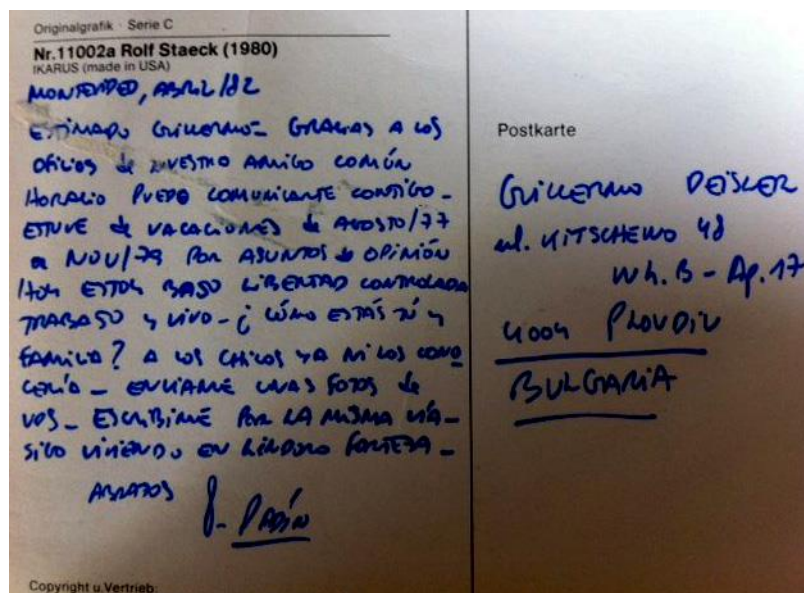 Originalgrafik · Serie C
Nr.11002a Rolf Staeck (1980)
IKARUS (made in USA)
MONTEVIDEO, ABRIL/82
ESTIMADO GUILLERMO- GRACIAS A LOS
OFICIOS de NUESTRO AMIGO COMÚN
HORACIO PUEDO COMUNICARME CONTIGO-
ESTUVE de VACACIONES de AGOSTO/77
a NOV/79 POR ASUNTOS de OPINIÓN
HOY ESTOY BAJO LIBERTAD CONTROLADA
TRABAJO y VIVO- ¿CÓMO ESTÁS TÚ y
FAMILIA? A LOS CHICOS YA NI LOS CONO
CERÍA- ENVIAME UNAS FOTOS de
VOS- ESCRIBIME POR LA MISMA VÍA-
SIGO VIVIENDO EN LINDORO FORTEZA-
ABRAZOS
- PADÍN
Copyright u.Vertrieb:
Postkarte
GUILLERMO DEISLER
ul. KITSCHEWO 48
Wh. B - Ap. 17
4004 PLOVDIV
BULGARIA